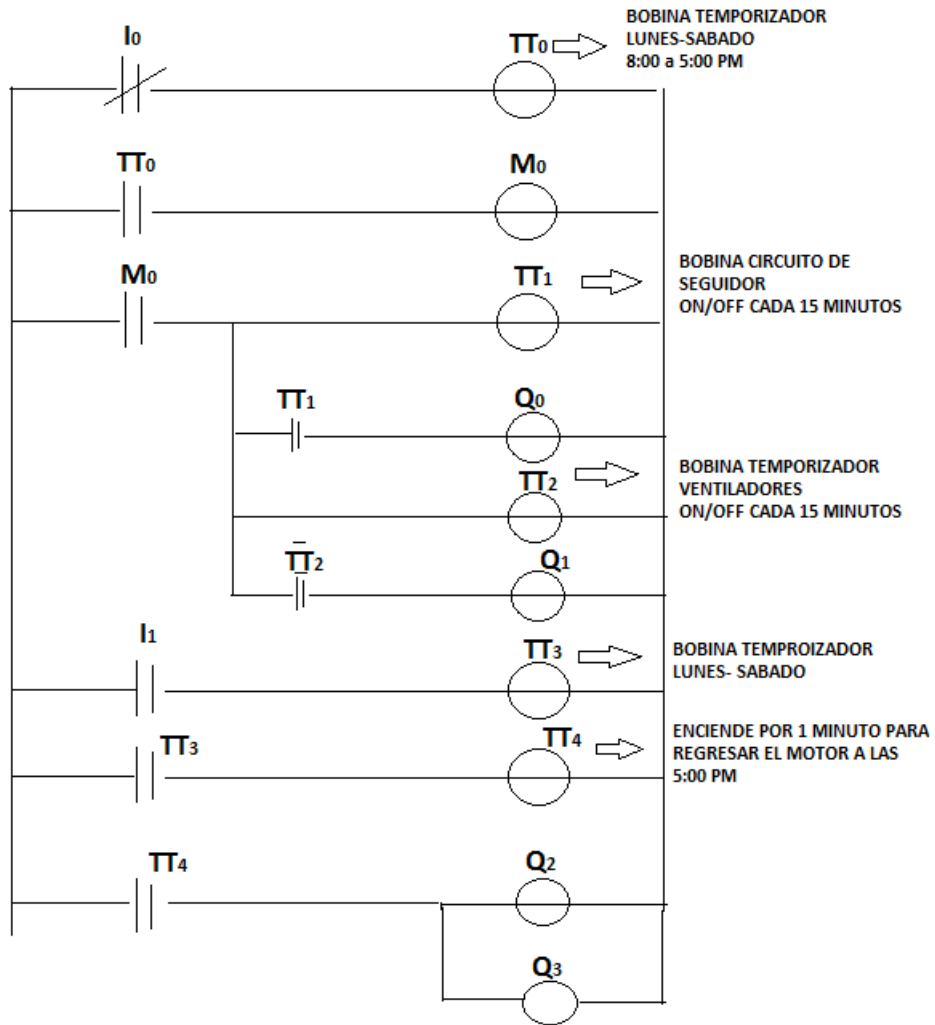 I0
TT0
BOBINA TEMPORIZADOR
LUNES-SABADO
8:00 a 5:00 PM
TT0
M0
M0
TT1
BOBINA CIRCUITO DE
SEGUIDOR
ON/OFF CADA 15 MINUTOS
TT1
Q0
TT2
BOBINA TEMPORIZADOR
VENTILADORES
ON/OFF CADA 15 MINUTOS
TT2
Q1
I1
TT3
BOBINA TEMPROIZADOR
LUNES- SABADO
TT3
TT4
ENCIENDE POR 1 MINUTO PARA
REGRESAR EL MOTOR A LAS
5:00 PM
TT4
Q2
Q3